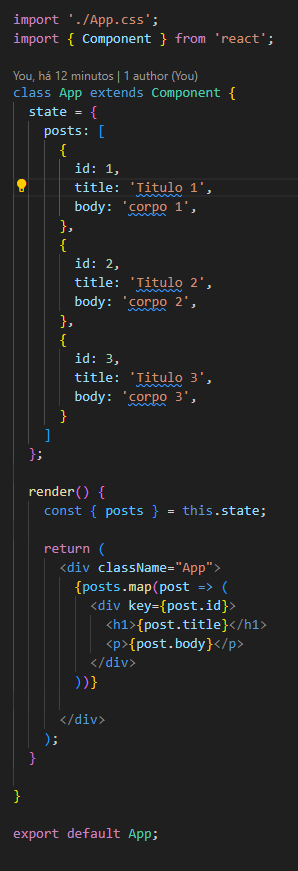 import './App.css';
import { Component } from 'react';
You, há 12 minutos | 1 author (You)
class App extends Component {
  state = {
    posts: [
      {
        id: 1,
        title: 'Titulo 1',
        body: 'corpo 1',
      },
      {
        id: 2,
        title: 'Titulo 2',
        body: 'corpo 2',
      },
      {
        id: 3,
        title: 'Titulo 3',
        body: 'corpo 3',
      }
    ]
  };
  render() {
    const { posts } = this.state;
    return (
      <div className="App">
        {posts.map(post => (
          <div key={post.id}>
            <h1>{post.title}</h1>
            <p>{post.body}</p>
          </div>
        ))}
      </div>
    );
  }
}
export default App;